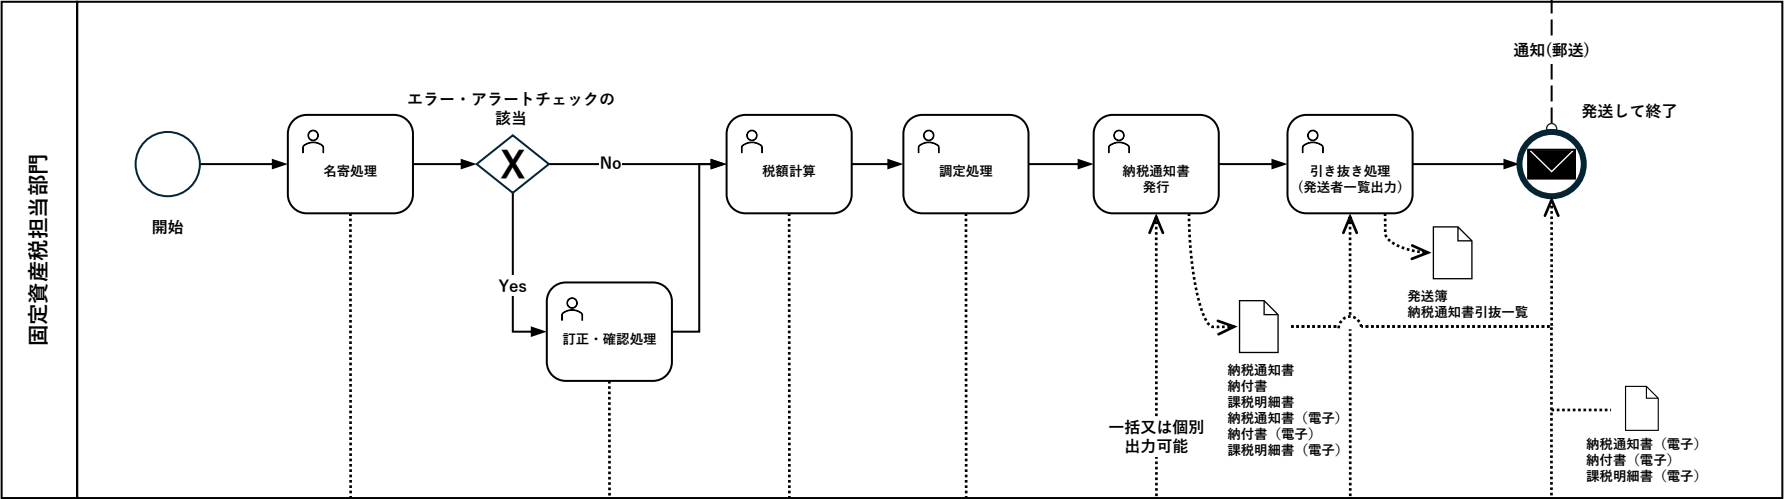 固定資産税担当部門
開始
名寄処理
エラー・アラートチェックの
該当
X
No
Yes
訂正・確認処理
税額計算
調定処理
納税通知書
発行
引き抜き処理
（発送者一覧出力）
通知(郵送)
発送して終了
発送簿
納税通知書引抜一覧
納税通知書
納付書
課税明細書
納税通知書（電子）
納付書（電子）
課税明細書（電子）
一括又は個別
出力可能
納税通知書（電子）
納付書（電子）
課税明細書（電子）